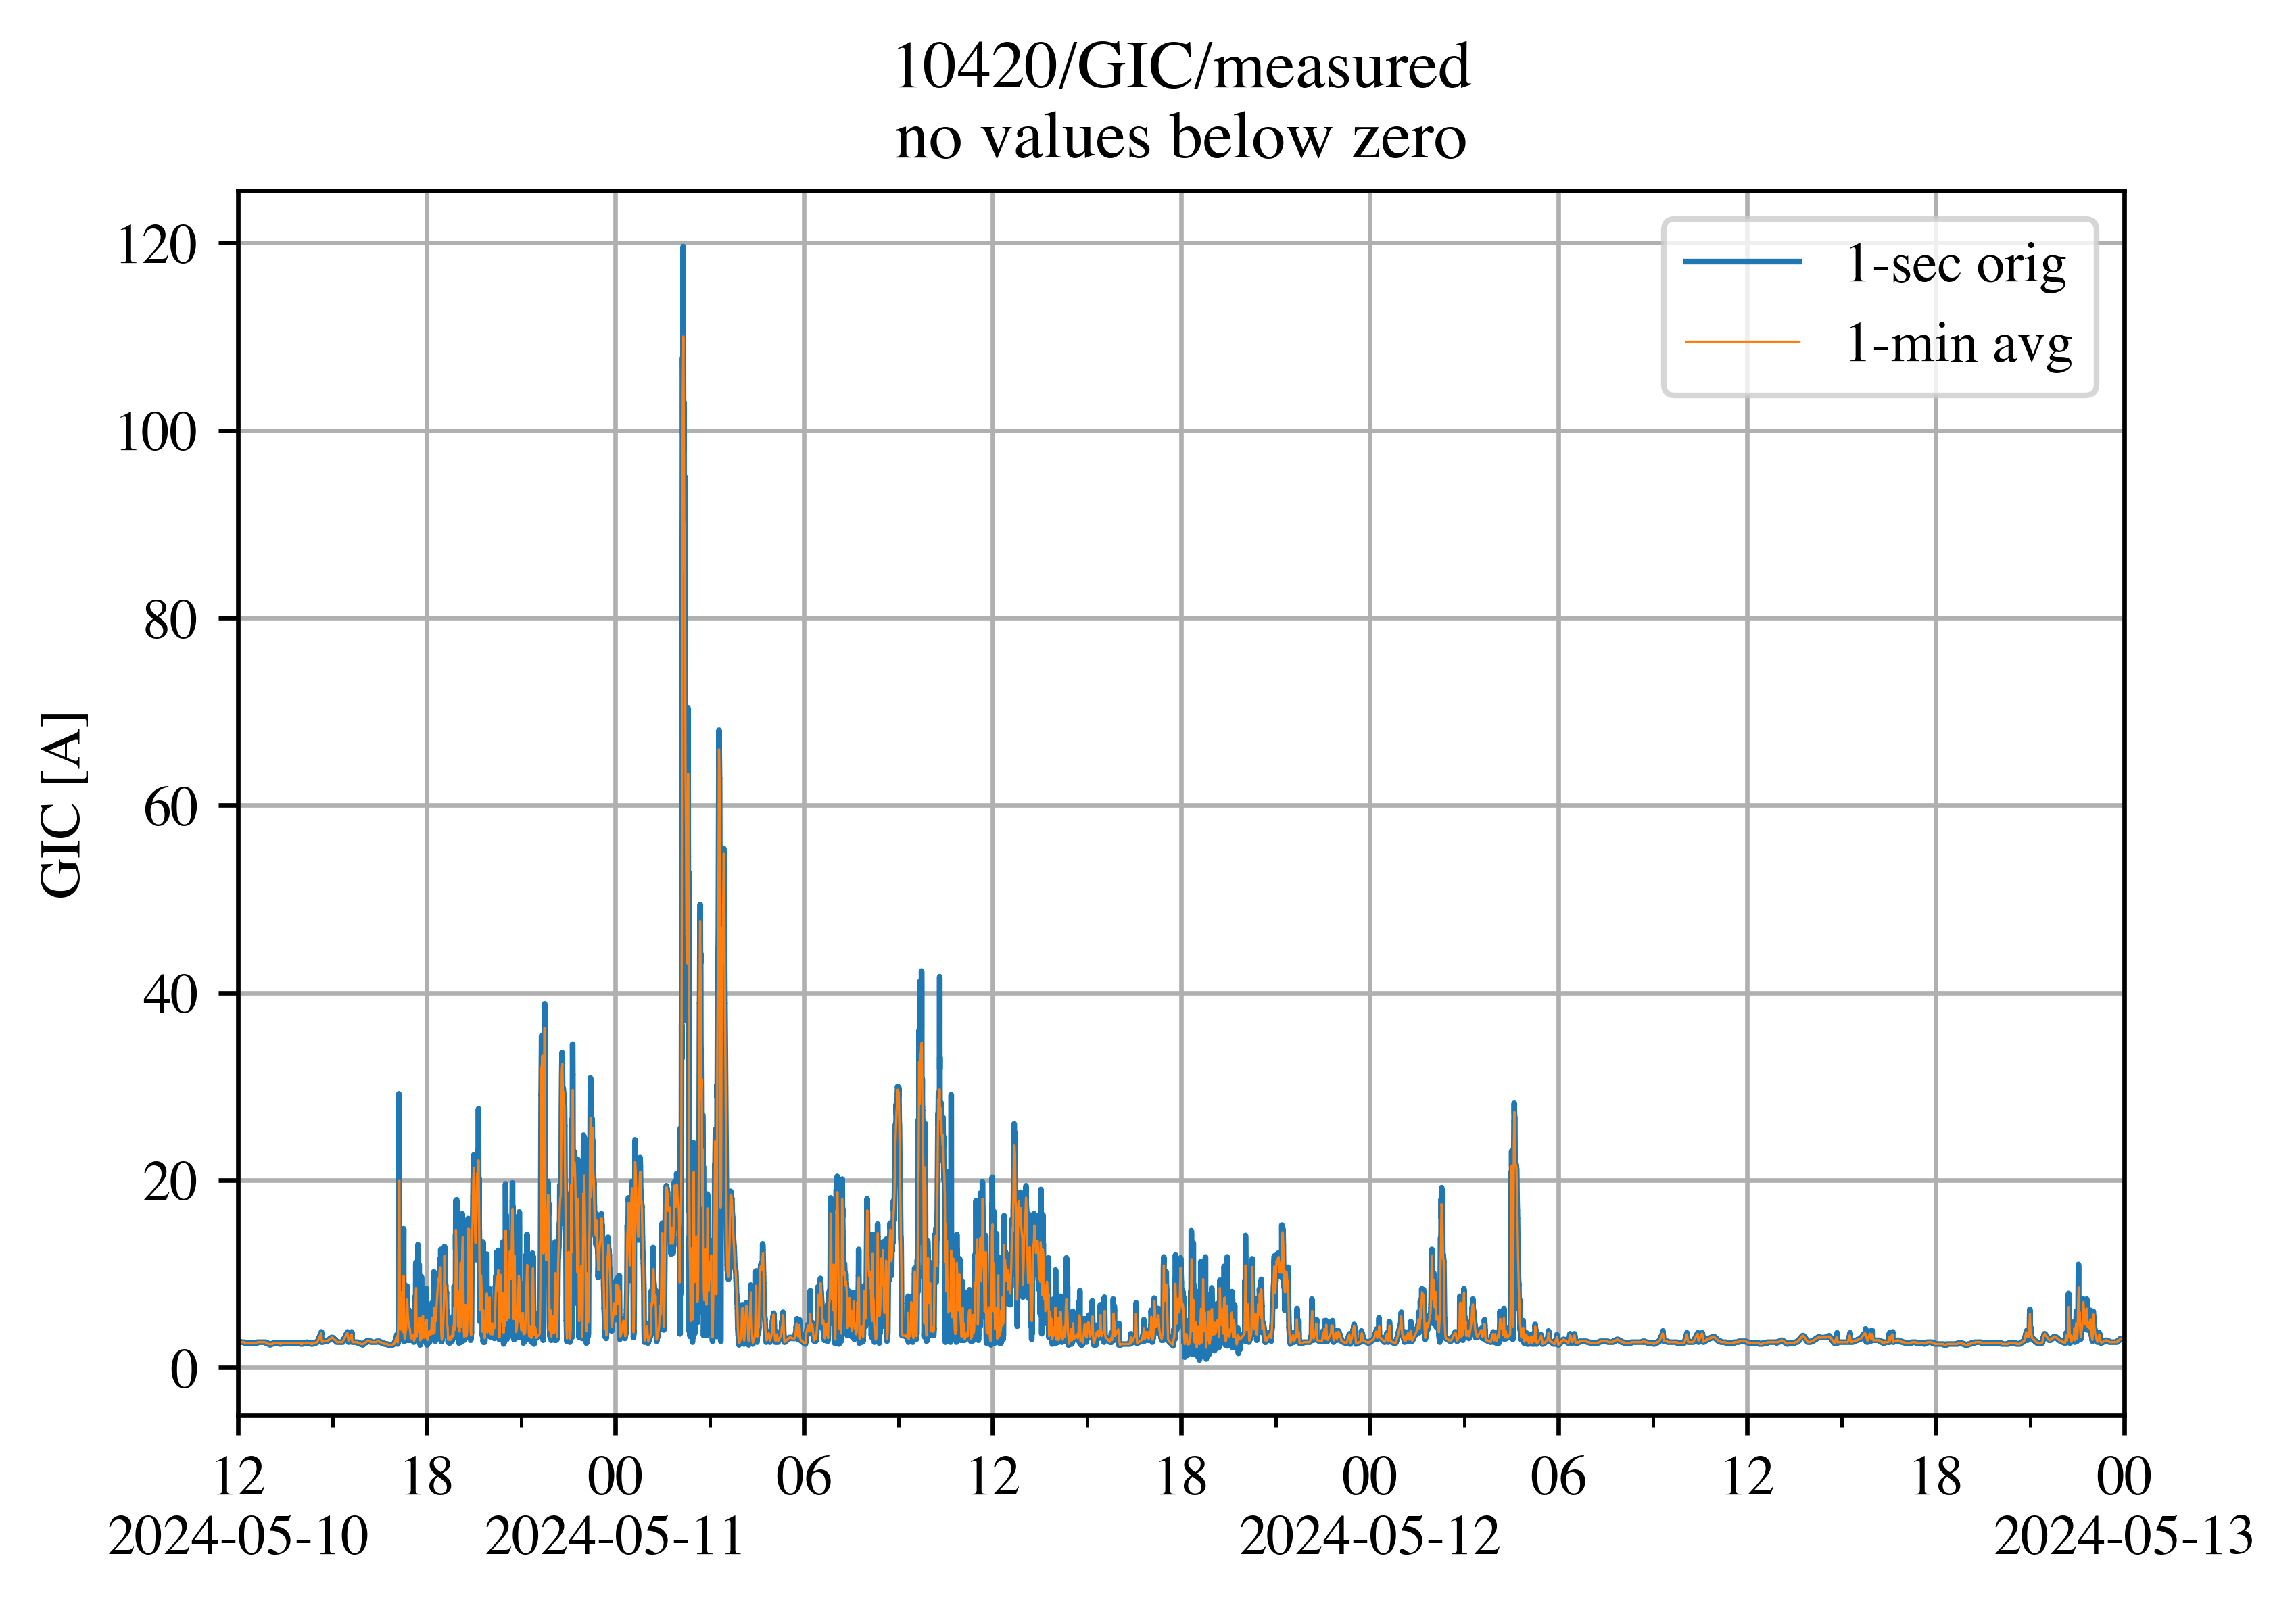 10420/GIC/measured
no values below zero
120
100
80
60
40
20
0
GIC [A]
1-sec orig
1-min avg
12 18 00 06 12 18 00 06 12 18 00
2024-05-10 2024-05-11 2024-05-12 2024-05-13